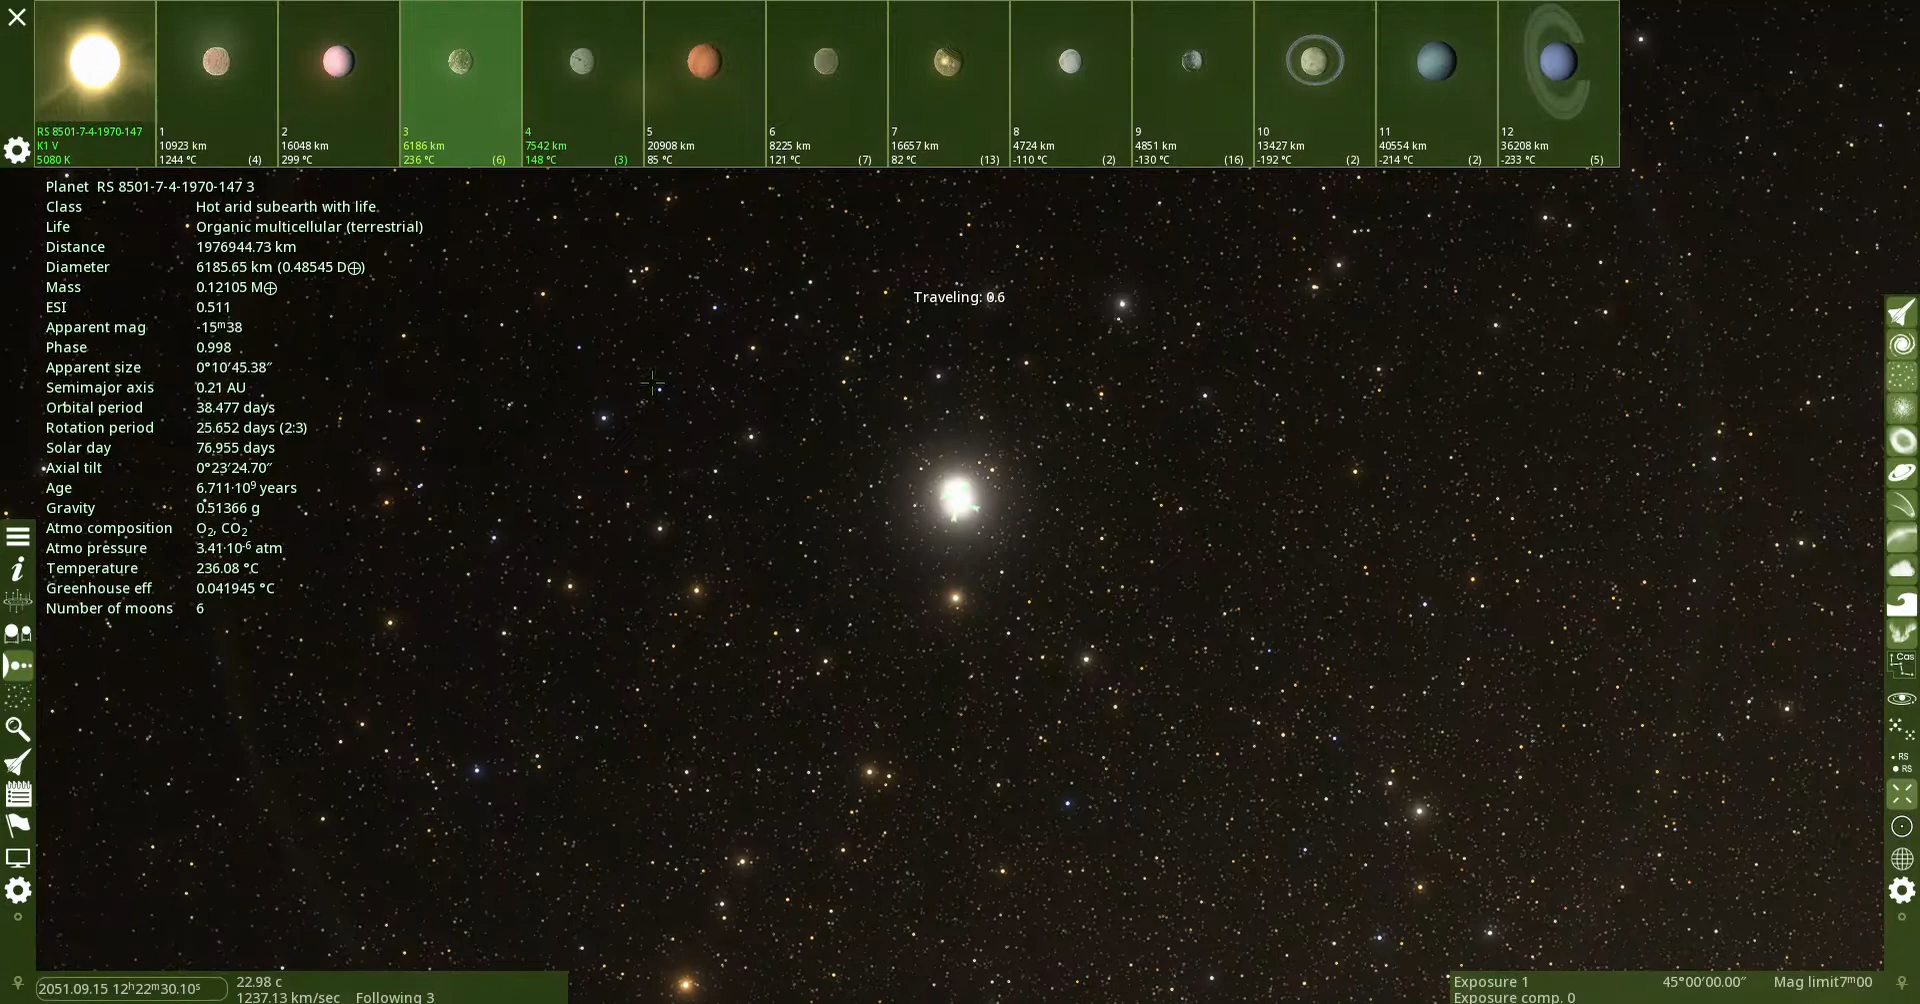 RS 8501-7-4-1970-147
K1 V
5080 K
1
10923 km
1244 °C (4)
2
16048 km
299 °C
3
6186 km
236 °C (6)
4
7542 km
148 °C (3)
5
20908 km
85 °C
6
8225 km
121 °C (7)
7
16657 km
82 °C (13)
8
4724 km
-110 °C (2)
9
4851 km
-130 °C (16)
10
13427 km
-192 °C (2)
11
40554 km
-214 °C (2)
12
36208 km
-233 °C (5)
Planet RS 8501-7-4-1970-147 3
Class Hot arid subearth with life.
Life Organic multicellular (terrestrial)
Distance 1976944.73 km
Diameter 6185.65 km (0.48545 D⊕)
Mass 0.12105 M⊕
ESI 0.511
Apparent mag -15ᵐ38
Phase 0.998
Apparent size 0°10′45.38″
Semimajor axis 0.21 AU
Orbital period 38.477 days
Rotation period 25.652 days (2:3)
Solar day 76.955 days
Axial tilt 0°23′24.70″
Age 6.711·10⁹ years
Gravity 0.51366 g
Atmo composition O₂, CO₂
Atmo pressure 3.41·10⁻⁶ atm
Temperature 236.08 °C
Greenhouse eff 0.041945 °C
Number of moons 6
Traveling: 0.6
Cas
RS
RS
2051.09.15 12ʰ22ᵐ30.10ˢ
22.98 c
1237.13 km/sec Following 3
Exposure 1 45°00′00.00″ Mag limit7ᵐ00
Exposure comp. 0